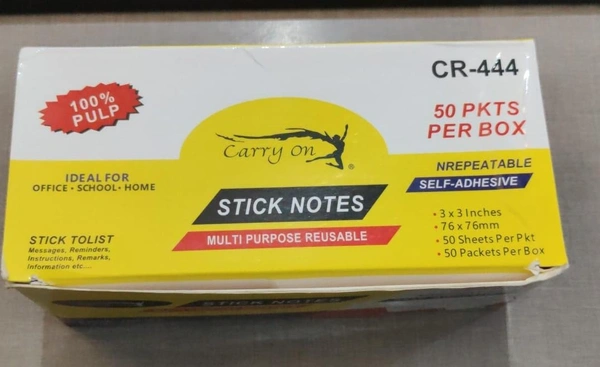 CR-444
100%
PULP
50 PKTS
PER BOX
Carry on
®
IDEAL FOR
OFFICE • SCHOOL • HOME
NREPEATABLE
SELF-ADHESIVE
STICK NOTES
MULTI PURPOSE REUSABLE
• 3 x 3 Inches
• 76 x 76mm
• 50 Sheets Per Pkt
• 50 Packets Per Box
STICK TOLIST
Messages, Reminders,
Instructions, Remarks,
Information etc....
STICK NOTES